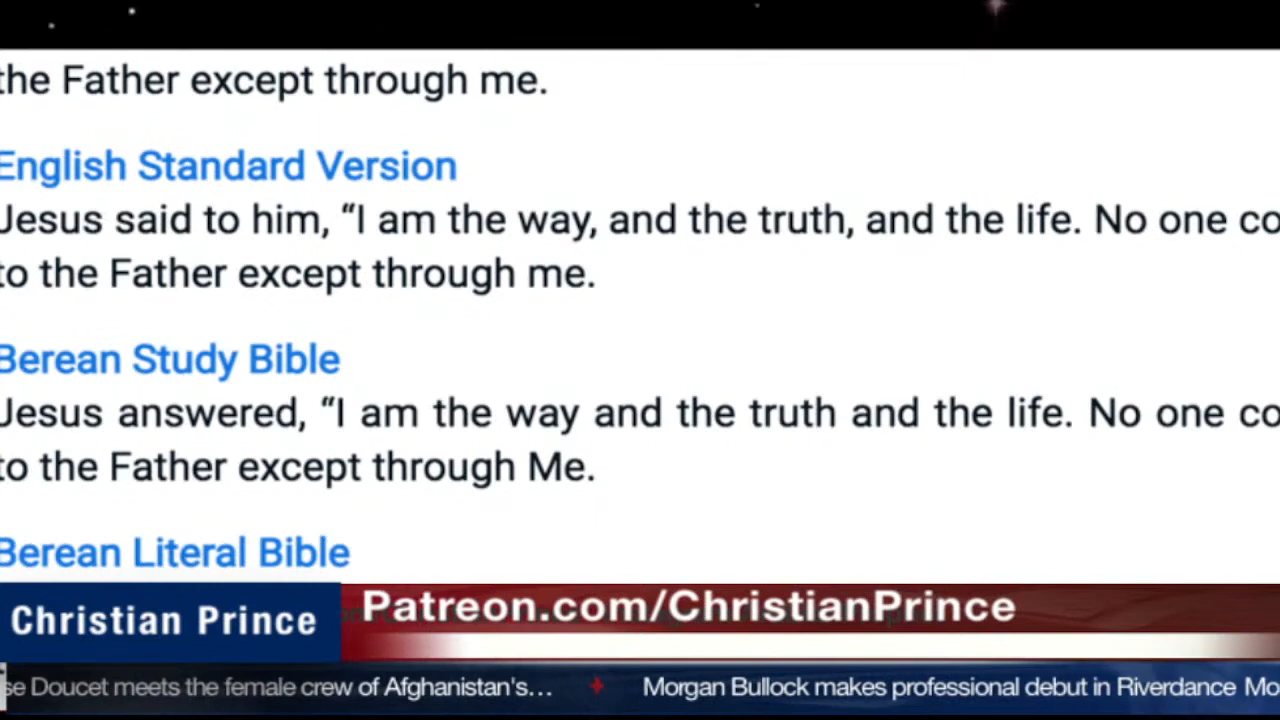 the Father except through me.
English Standard Version
Jesus said to him, “I am the way, and the truth, and the life. No one co
to the Father except through me.
Berean Study Bible
Jesus answered, “I am the way and the truth and the life. No one co
to the Father except through Me.
Berean Literal Bible
Christian Prince
Patreon.com/ChristianPrince
se Doucet meets the female crew of Afghanistan's... Morgan Bullock makes professional debut in Riverdance Mo